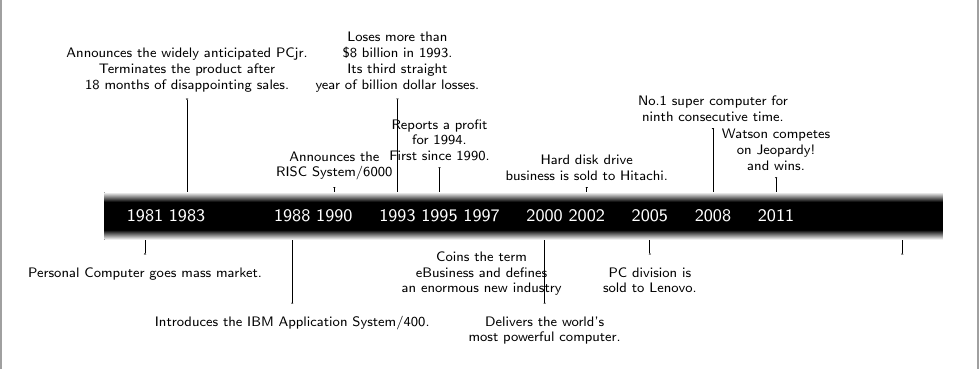 Loses more than
$8 billion in 1993.
Its third straight
year of billion dollar losses.
Announces the widely anticipated PCjr.
Terminates the product after
18 months of disappointing sales.
No.1 super computer for
ninth consecutive time.
Reports a profit
for 1994.
First since 1990.
Watson competes
on Jeopardy!
and wins.
Announces the
RISC System/6000
Hard disk drive
business is sold to Hitachi.
1981 1983 1988 1990 1993 1995 1997 2000 2002 2005 2008 2011
Personal Computer goes mass market.
Coins the term
eBusiness and defines
an enormous new industry
PC division is
sold to Lenovo.
Introduces the IBM Application System/400.
Delivers the world's
most powerful computer.